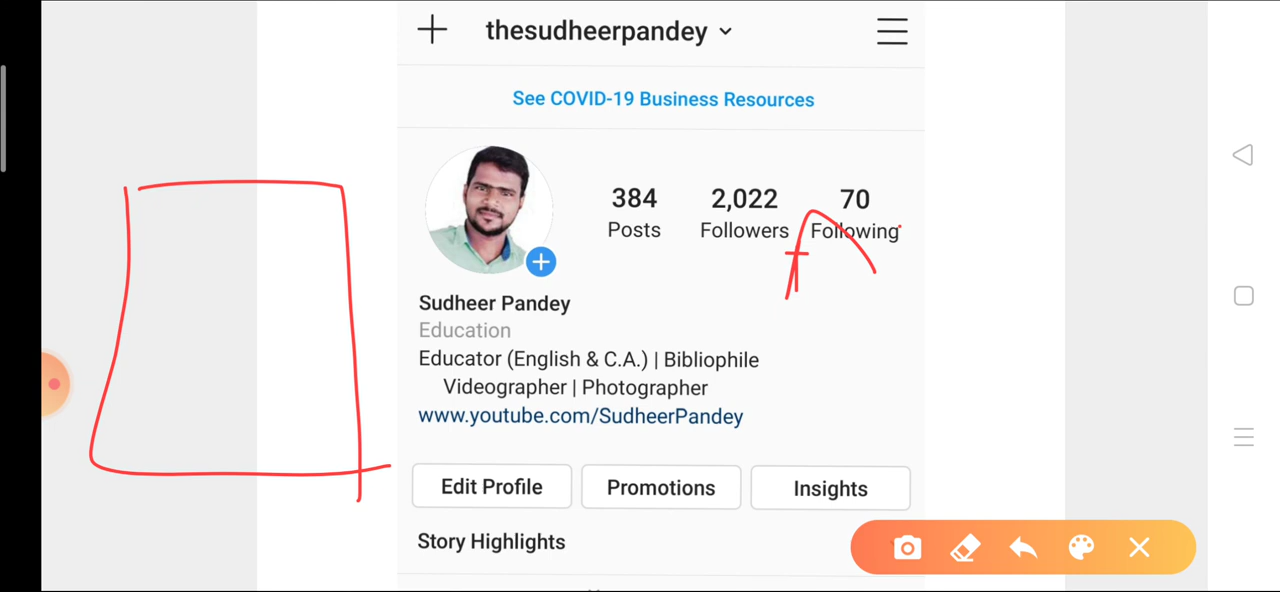 thesudheerpandey
See COVID-19 Business Resources
384 2,022 70
Posts Followers Following
Sudheer Pandey
Education
Educator (English & C.A.) | Bibliophile
Videographer | Photographer
www.youtube.com/SudheerPandey
Edit Profile Promotions Insights
Story Highlights